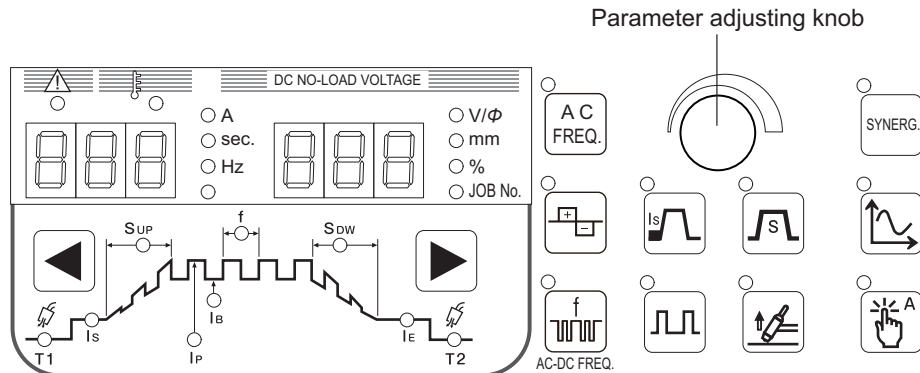 Parameter adjusting knob
DC NO-LOAD VOLTAGE
A
sec.
Hz
V/Φ
mm
%
JOB No.
AC
FREQ.
SYNERG.
SUP
f
SDW
IS
IB
IP
IE
T1
T2
+
−
IS
S
f
AC-DC FREQ.
A